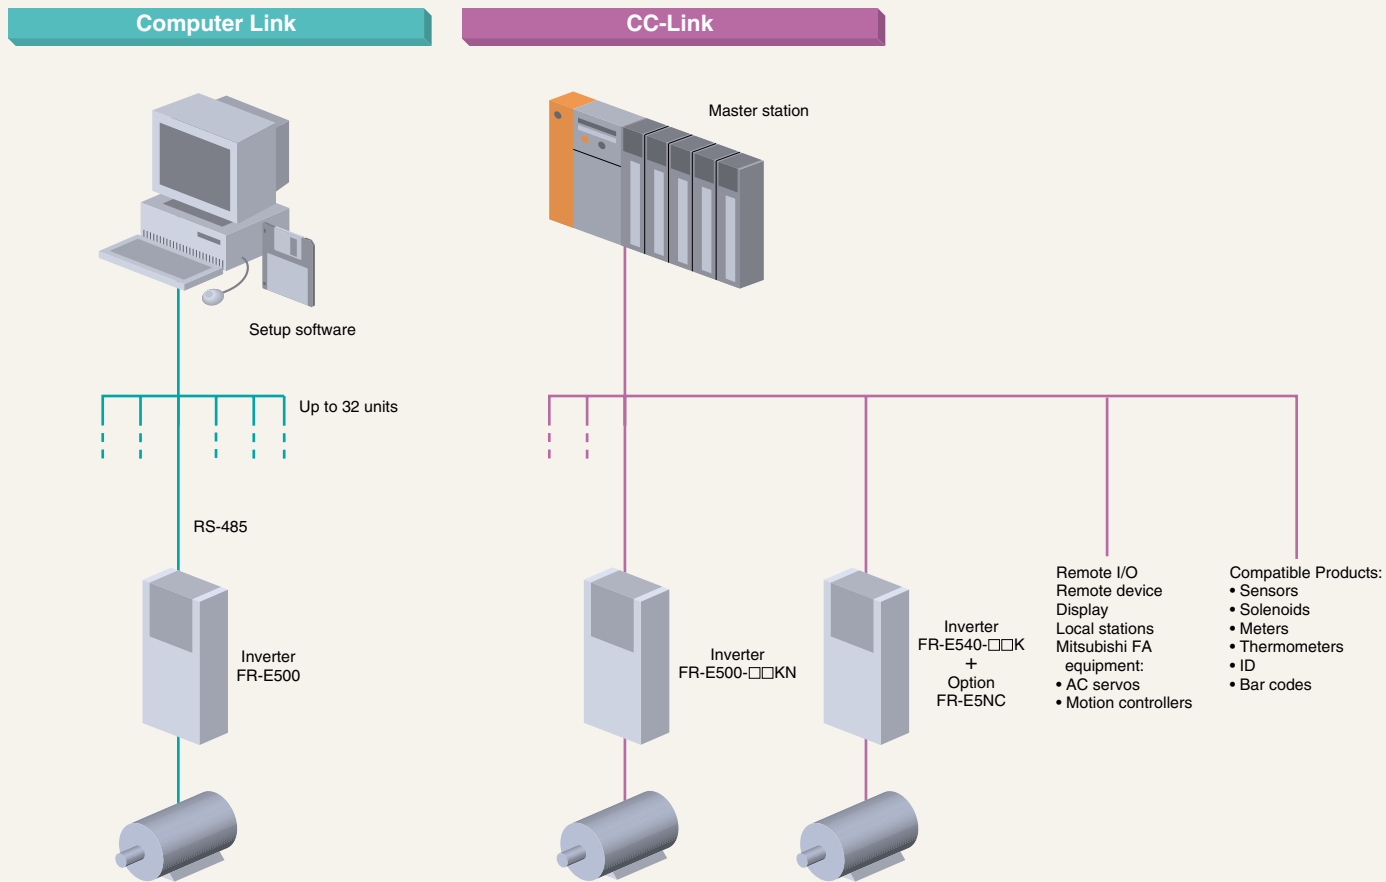 Computer Link
CC-Link
Master station
Setup software
Up to 32 units
RS-485
Inverter
FR-E500
Inverter
FR-E500-□□KN
Inverter
FR-E540-□□K
+
Option
FR-E5NC
Remote I/O
Remote device
Display
Local stations
Mitsubishi FA
equipment:
• AC servos
• Motion controllers
Compatible Products:
• Sensors
• Solenoids
• Meters
• Thermometers
• ID
• Bar codes